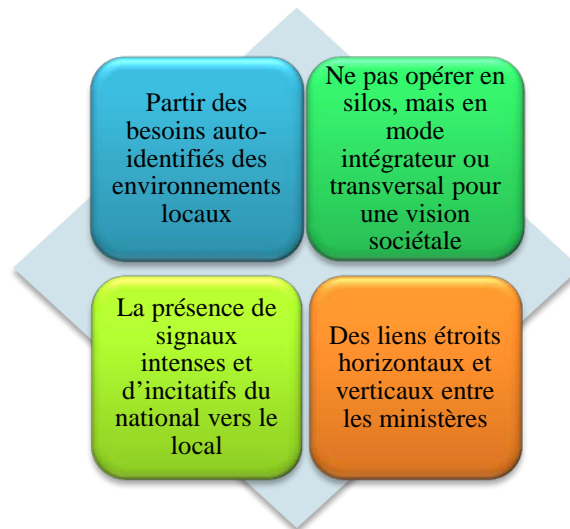 Partir des
besoins auto-
identifiés des
environnements
locaux
Ne pas opérer en
silos, mais en
mode
intégrateur ou
transversal pour
une vision
sociétale
La présence de
signaux
intenses et
d'incitatifs du
national vers le
local
Des liens étroits
horizontaux et
verticaux entre
les ministères